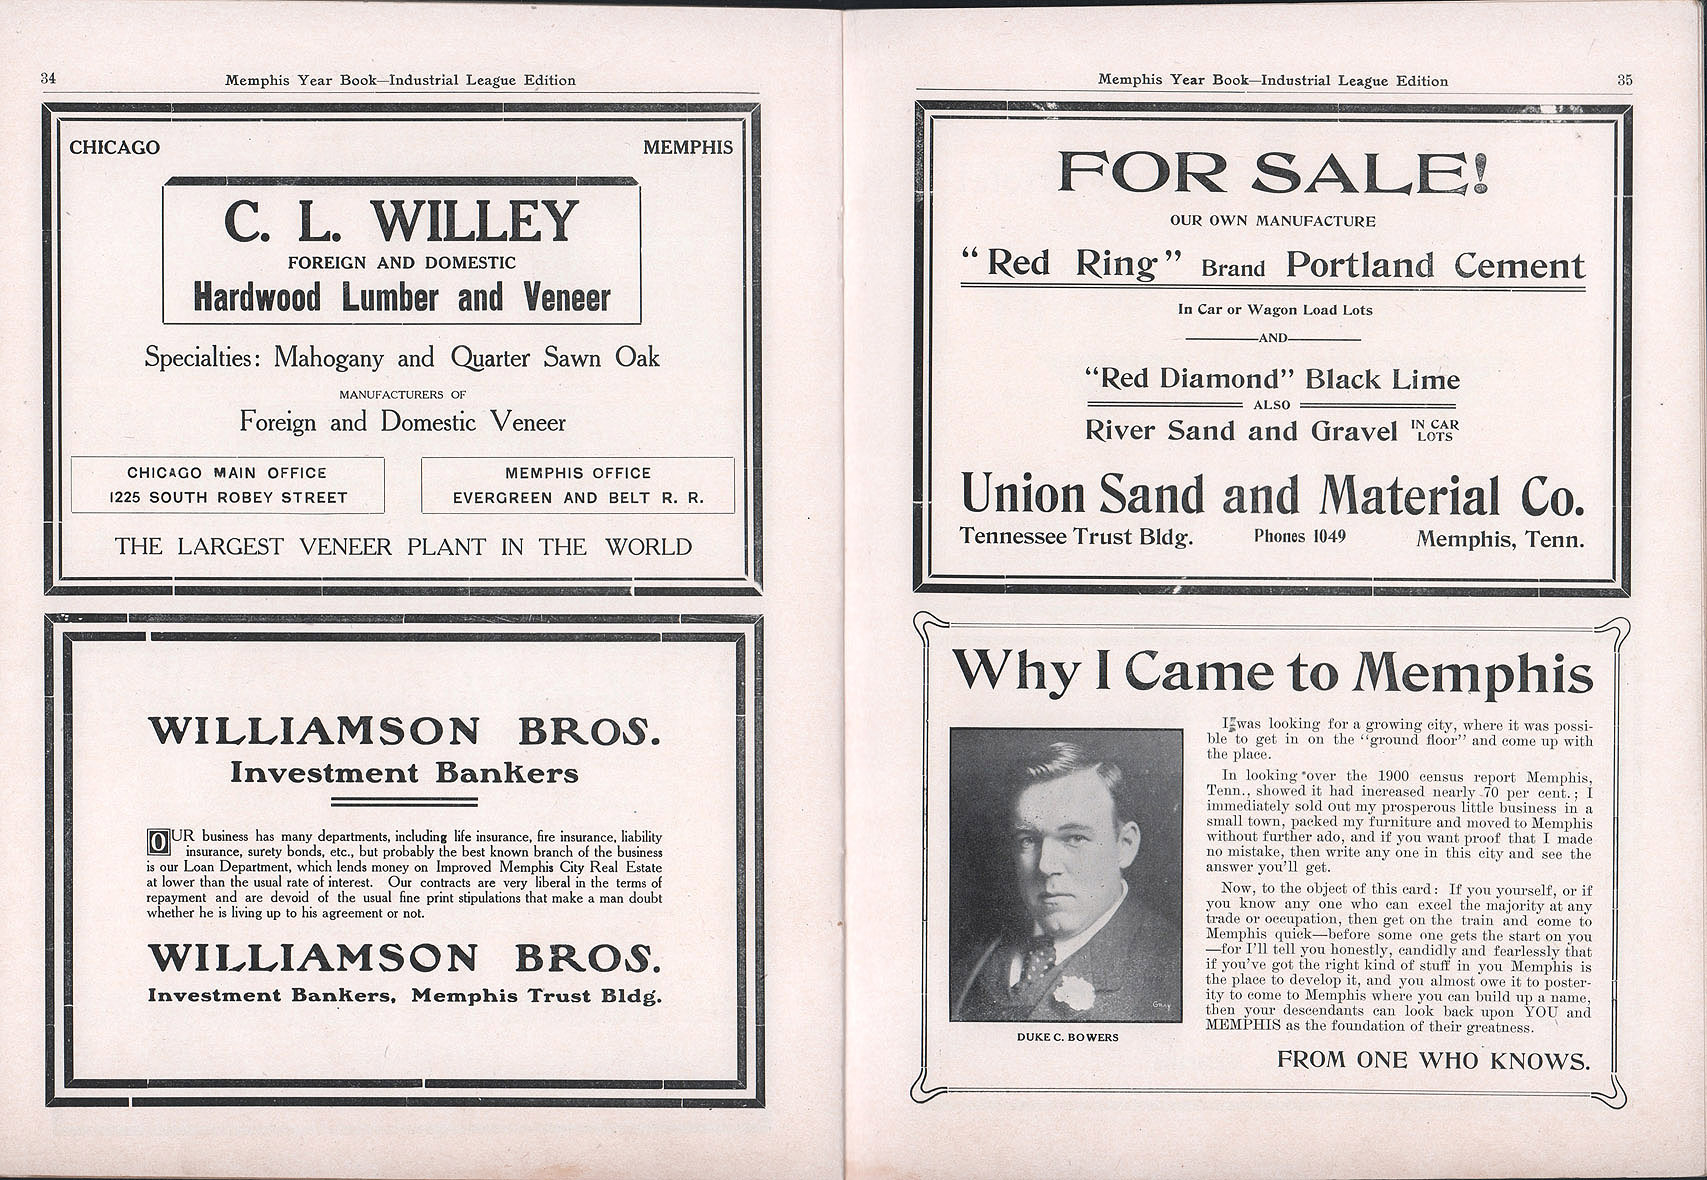 34
Memphis Year Book—Industrial League Edition
CHICAGO
MEMPHIS
C. L. WILLEY
FOREIGN AND DOMESTIC
Hardwood Lumber and Veneer
Specialties: Mahogany and Quarter Sawn Oak
MANUFACTURERS OF
Foreign and Domestic Veneer
CHICAGO MAIN OFFICE
1225 SOUTH ROBEY STREET
MEMPHIS OFFICE
EVERGREEN AND BELT R. R.
THE LARGEST VENEER PLANT IN THE WORLD
WILLIAMSON BROS.
Investment Bankers
OUR business has many departments, including life insurance, fire insurance, liability
insurance, surety bonds, etc., but probably the best known branch of the business
is our Loan Department, which lends money on Improved Memphis City Real Estate
at lower than the usual rate of interest. Our contracts are very liberal in the terms of
repayment and are devoid of the usual fine print stipulations that make a man doubt
whether he is living up to his agreement or not.
WILLIAMSON BROS.
Investment Bankers, Memphis Trust Bldg.
Memphis Year Book—Industrial League Edition
35
FOR SALE!
OUR OWN MANUFACTURE
"Red Ring" Brand Portland Cement
In Car or Wagon Load Lots
AND
"Red Diamond" Black Lime
ALSO
River Sand and Gravel IN CAR LOTS
Union Sand and Material Co.
Tennessee Trust Bldg. Phones 1049 Memphis, Tenn.
Why I Came to Memphis
I was looking for a growing city, where it was possi-
ble to get in on the "ground floor" and come up with
the place.
In looking over the 1900 census report Memphis,
Tenn., showed it had increased nearly 70 per cent.; I
immediately sold out my prosperous little business in a
small town, packed my furniture and moved to Memphis
without further ado, and if you want proof that I made
no mistake, then write any one in this city and see the
answer you'll get.
Now, to the object of this card: If you yourself, or if
you know any one who can excel the majority at any
trade or occupation, then get on the train and come to
Memphis quick—before some one gets the start on you
—for I'll tell you honestly, candidly and fearlessly that
if you've got the right kind of stuff in you Memphis is
the place to develop it, and you almost owe it to poster-
ity to come to Memphis where you can build up a name,
then your descendants can look back upon YOU and
MEMPHIS as the foundation of their greatness.
Gray
DUKE C. BOWERS
FROM ONE WHO KNOWS.